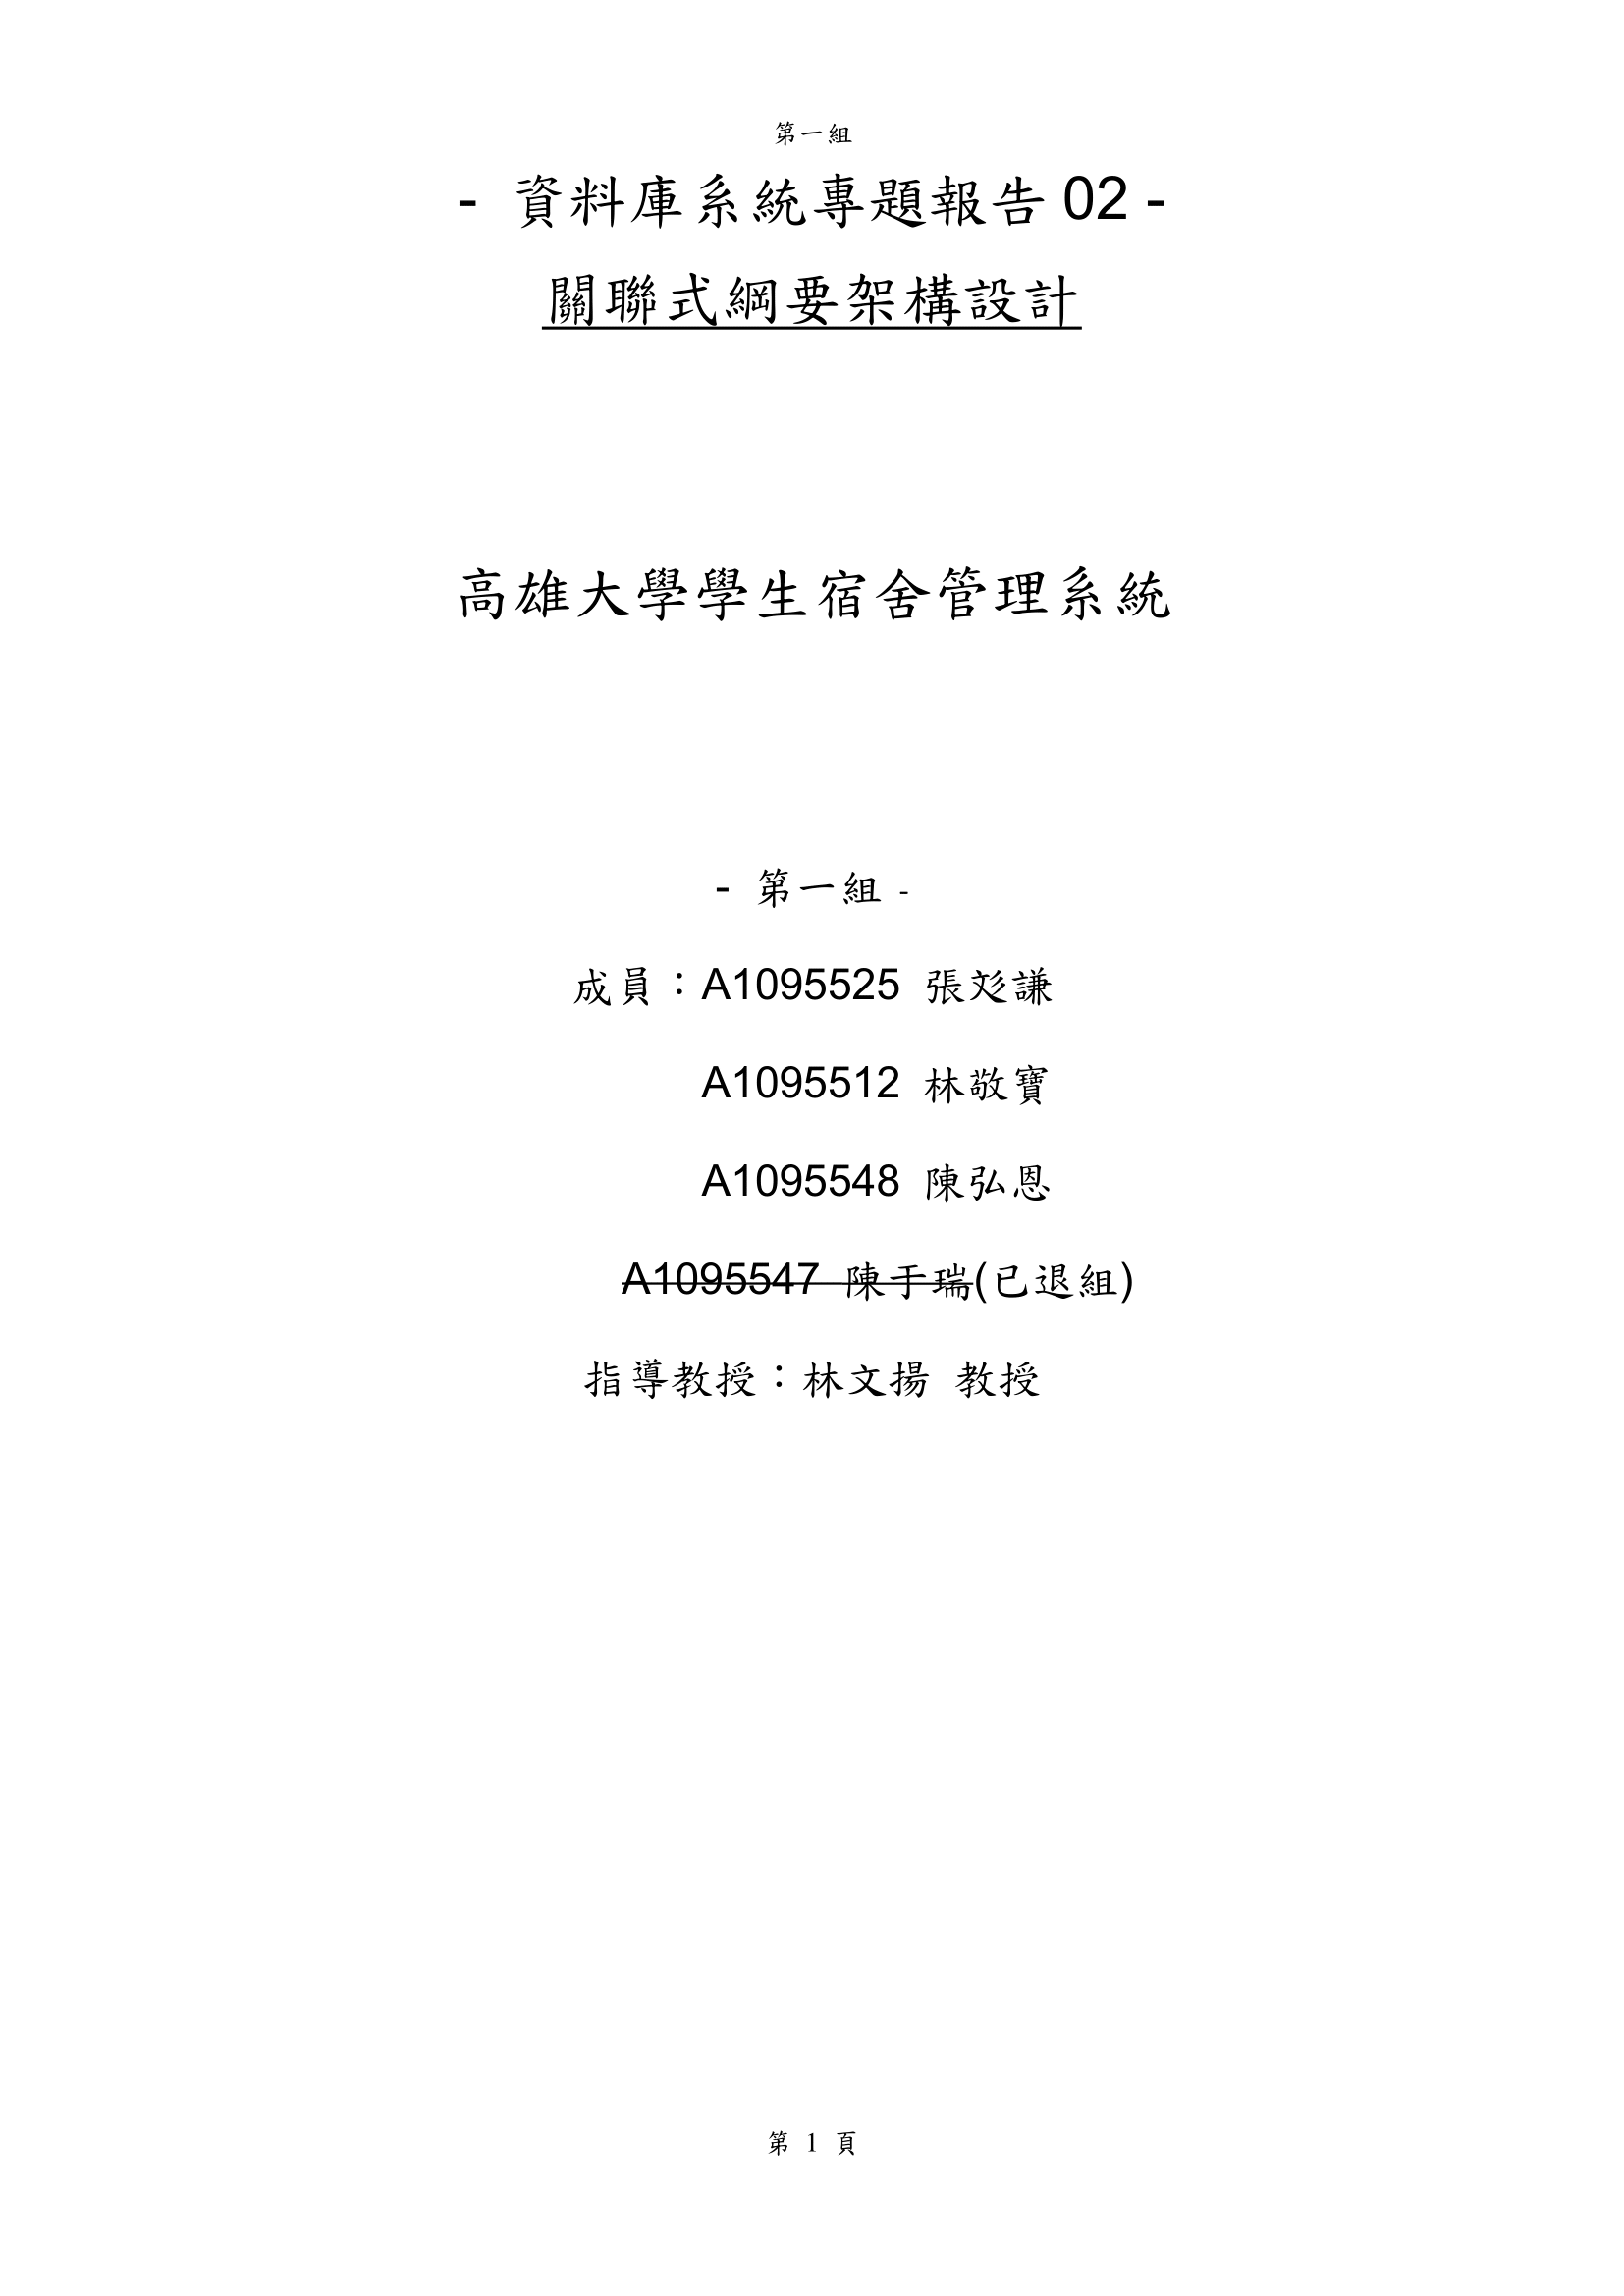 第一組
- 資料庫系統專題報告 02 -
關聯式綱要架構設計
高雄大學學生宿舍管理系統
- 第一組 -
成員：A1095525 張彣謙
A1095512 林敬寶
A1095548 陳弘恩
A1095547 陳于瑞(已退組)
指導教授：林文揚 教授
第 1 頁